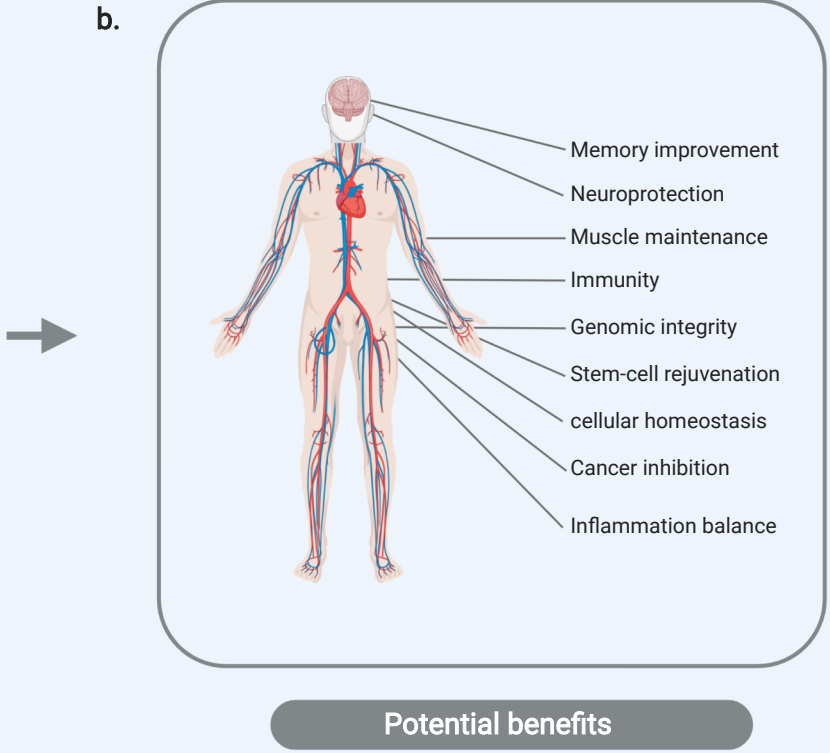 b.
Memory improvement
Neuroprotection
Muscle maintenance
Immunity
Genomic integrity
Stem-cell rejuvenation
cellular homeostasis
Cancer inhibition
Inflammation balance
Potential benefits